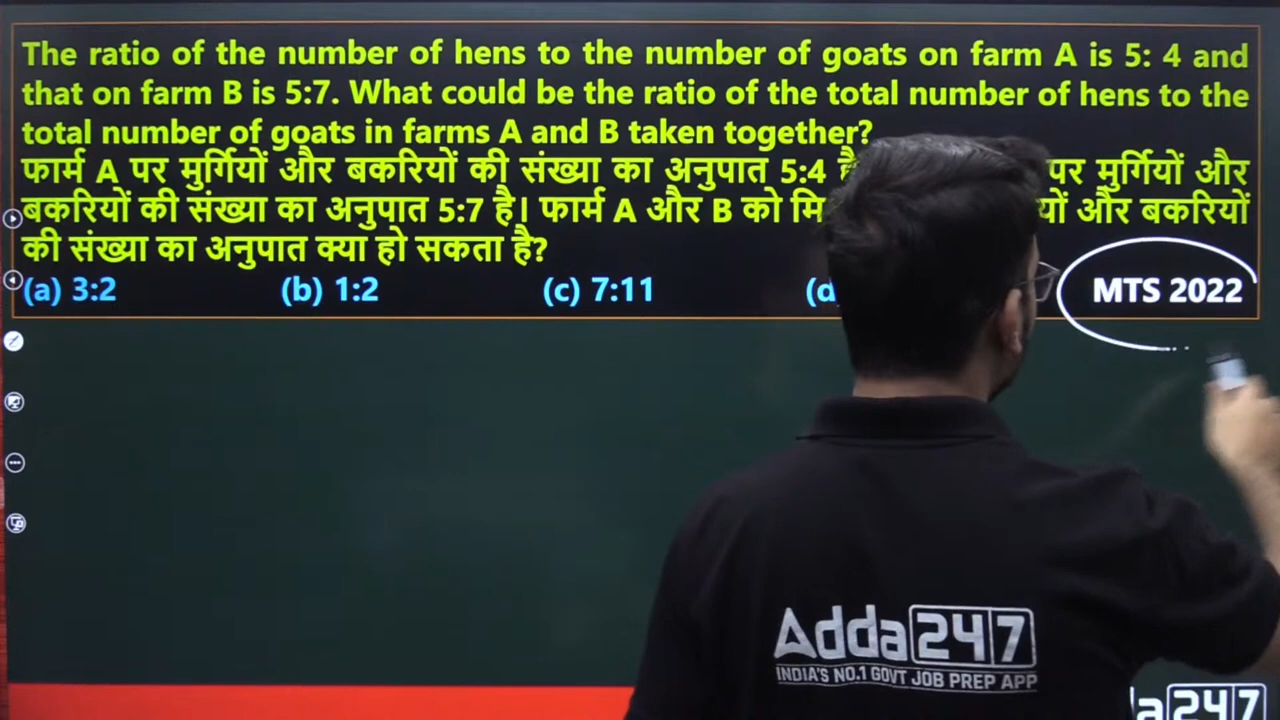 The ratio of the number of hens to the number of goats on farm A is 5: 4 and
that on farm B is 5:7. What could be the ratio of the total number of hens to the
total number of goats in farms A and B taken together?
फार्म A पर मुर्गियों और बकरियों की संख्या का अनुपात 5:4 पर मुर्गियों और
बकरियों की संख्या का अनुपात 5:7 है। फार्म A और B को और बकरियों
की संख्या का अनुपात क्या हो सकता है?
(a) 3:2 (b) 1:2 (c) 7:11 (d MTS 2022
Adda247
INDIA'S NO.1 GOVT JOB PREP APP
a 247